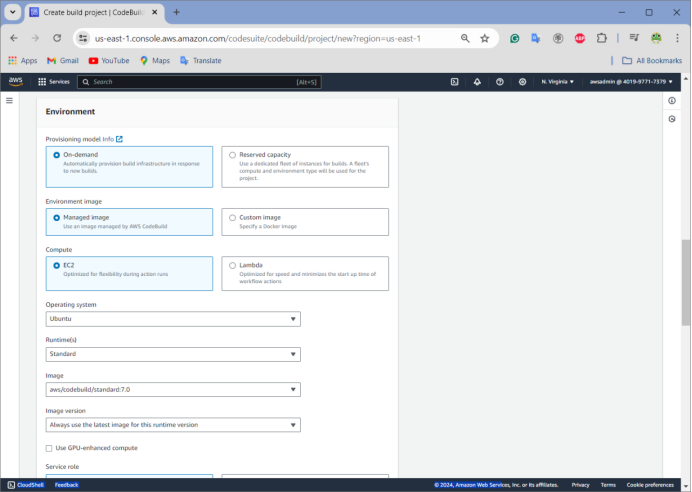 Create build project | CodeBuil
us-east-1.console.aws.amazon.com/codesuite/codebuild/project/new?region=us-east-1
Apps Gmail YouTube Maps Translate All Bookmarks
aws Services Search [Alt+S] N. Virginia awsadmin @ 4019-9771-7379
Environment
Provisioning model Info
On-demand
Automatically provision build infrastructure in response
to new builds.
Reserved capacity
Use a dedicated fleet of instances for builds. A fleet's
compute and environment type will be used for the
project.
Environment image
Managed image
Use an image managed by AWS CodeBuild
Custom image
Specify a Docker image
Compute
EC2
Optimized for flexibility during action runs
Lambda
Optimized for speed and minimizes the start up time of
workflow actions
Operating system
Ubuntu
Runtime(s)
Standard
Image
aws/codebuild/standard:7.0
Image version
Always use the latest image for this runtime version
Use GPU-enhanced compute
Service role
CloudShell Feedback © 2024, Amazon Web Services, Inc. or its affiliates. Privacy Terms Cookie preferences